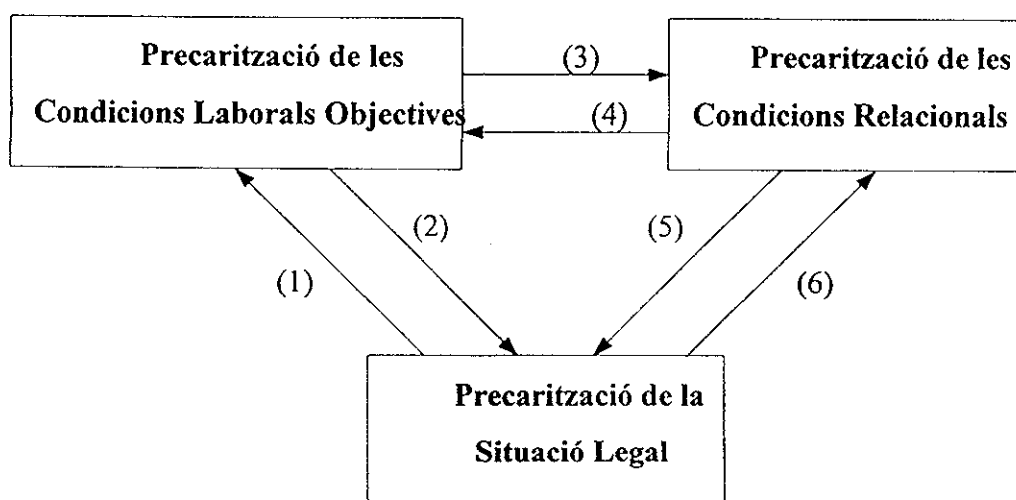 Precarització de les
Condicions Laborals Objectives
(3)
(4)
Precarització de les
Condicions Relacionals
(2)
(5)
(1)
(6)
Precarització de la
Situació Legal